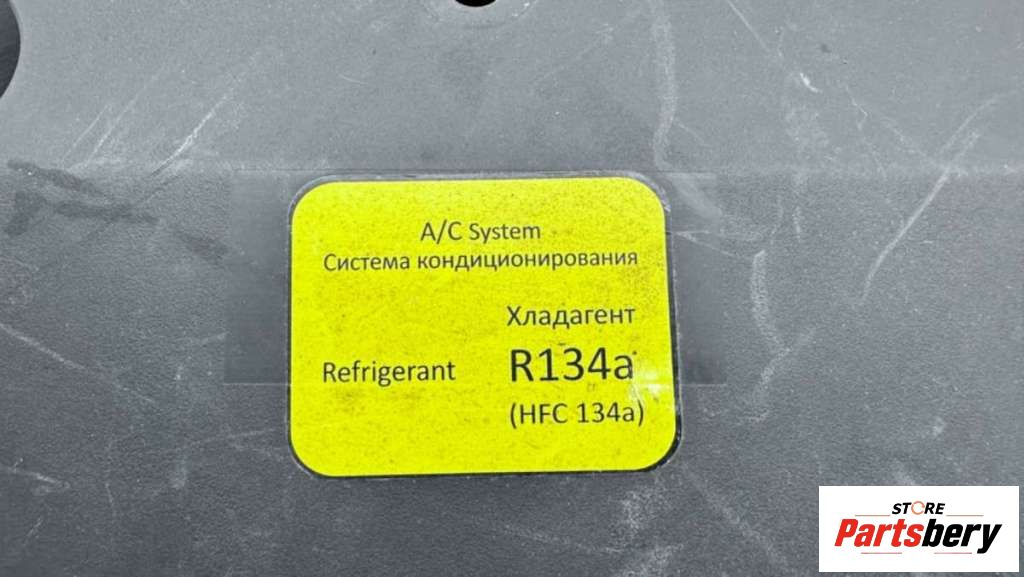 A/C System
Система кондиционирования
Хладагент
Refrigerant R134a
(HFC 134a)
STORE
Partsbery